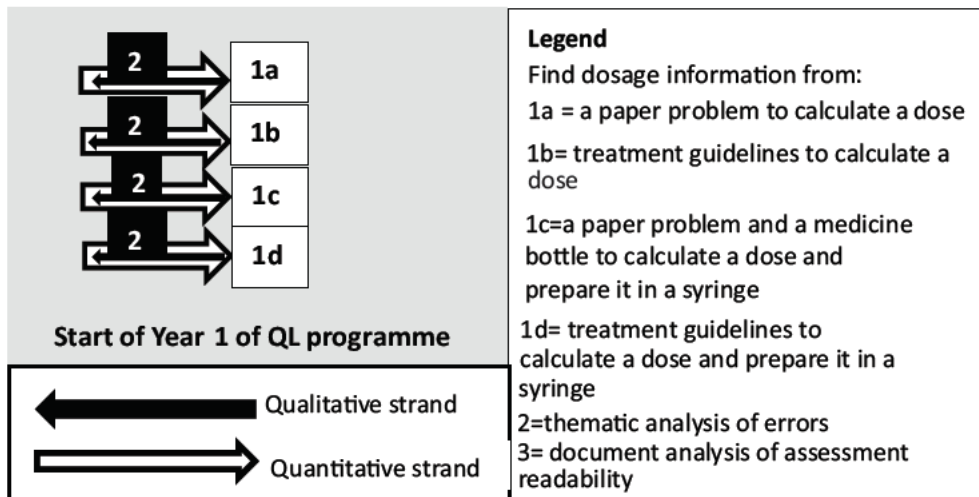 2
1a
2
1b
2
1c
2
1d
Start of Year 1 of QL programme
Qualitative strand
Quantitative strand
Legend
Find dosage information from:
1a = a paper problem to calculate a dose
1b= treatment guidelines to calculate a
dose
1c=a paper problem and a medicine
bottle to calculate a dose and
prepare it in a syringe
1d= treatment guidelines to
calculate a dose and prepare it in a
syringe
2=thematic analysis of errors
3= document analysis of assessment
readability